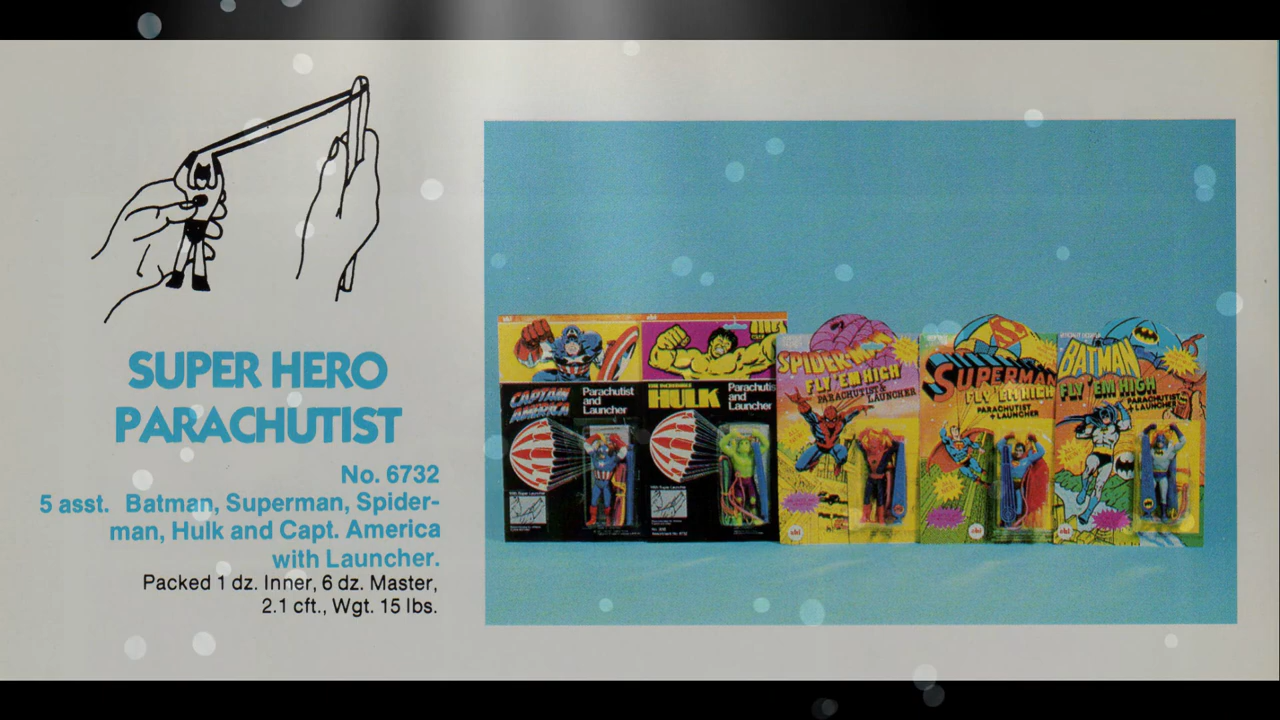 SUPER HERO
PARACHUTIST
No. 6732
5 asst. Batman, Superman, Spider-
man, Hulk and Capt. America
with Launcher.
Packed 1 dz. Inner, 6 dz. Master,
2.1 cft., Wgt. 15 lbs.
CAPTAIN
AMERICA
Parachutist
and
Launcher
THE INCREDIBLE
HULK
Parachutist
and
Launcher
SPIDER-MAN
FLY 'EM HIGH
PARACHUTIST &
LAUNCHER
SUPERMAN
FLY 'EM HIGH
PARACHUTIST
+ LAUNCHER
BATMAN
FLY 'EM HIGH
PARACHUTIST
+ LAUNCHER